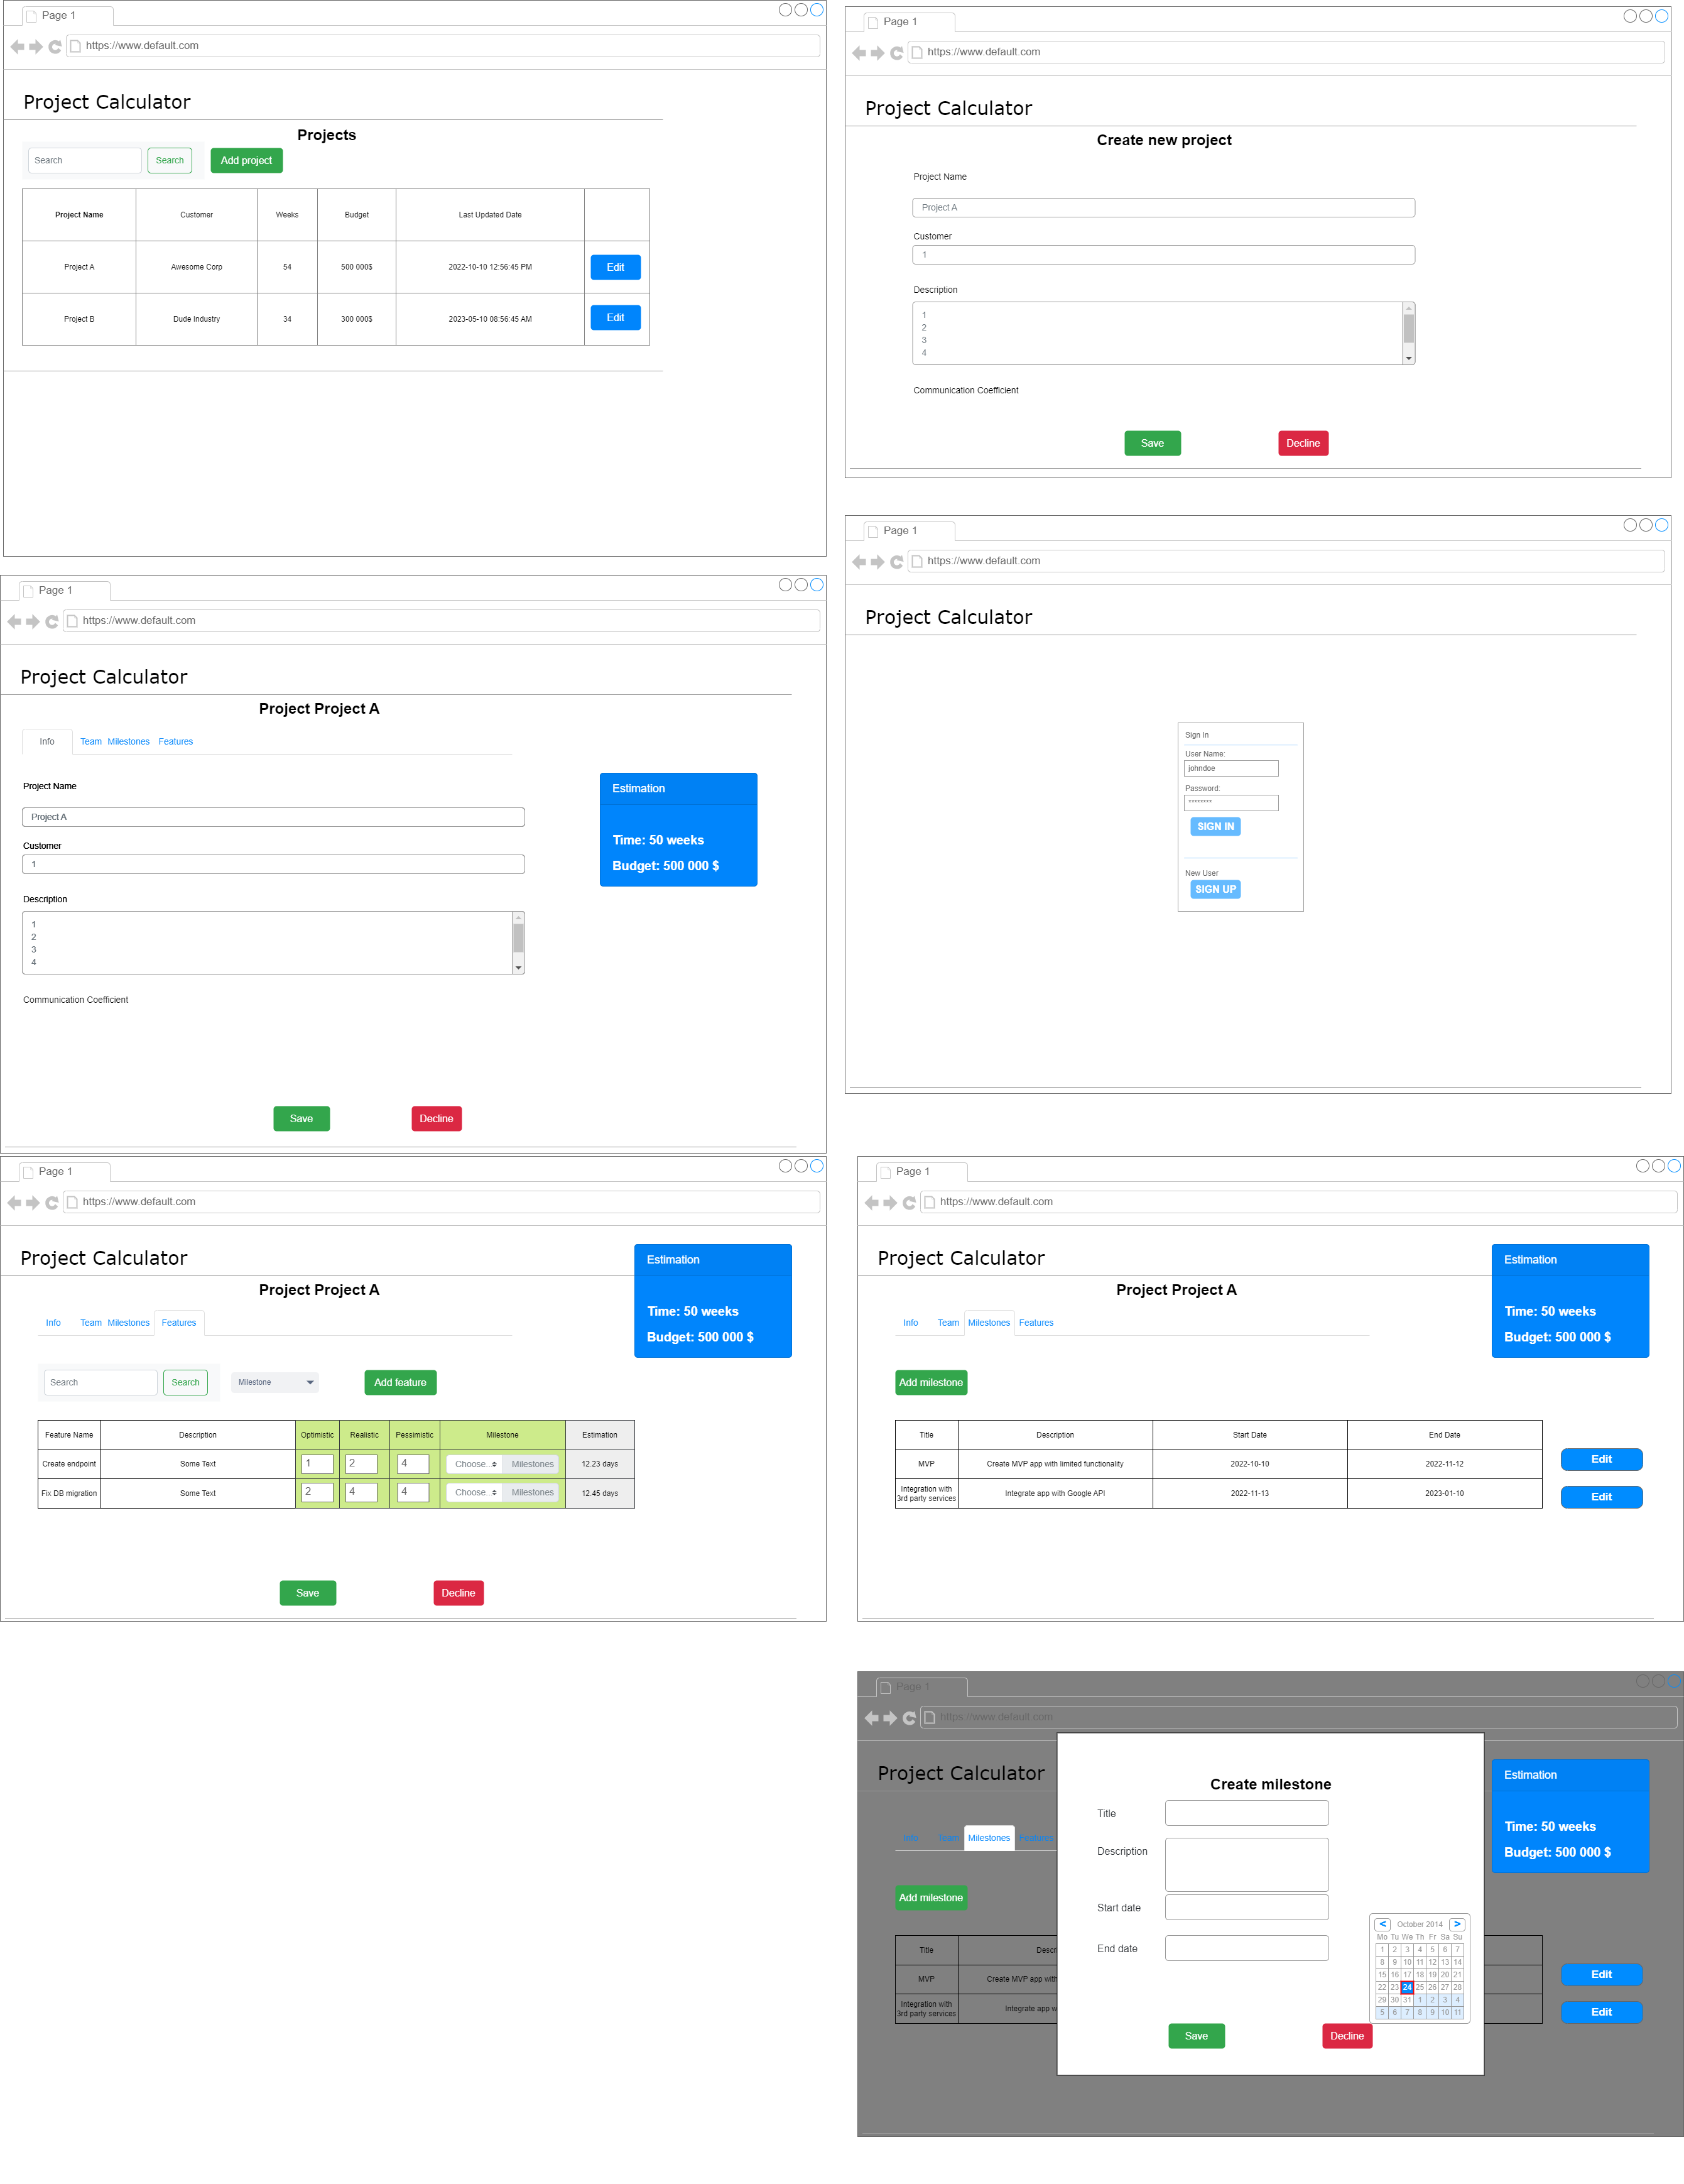 Page 1
https://www.default.com
Project Calculator
Projects
Search Search Add project
Project Name Customer Weeks Budget Last Updated Date
Project A Awesome Corp 54 500 000$ 2022-10-10 12:56:45 PM Edit
Project B Dude Industry 34 300 000$ 2023-05-10 08:56:45 AM Edit
Page 1
https://www.default.com
Project Calculator
Create new project
Project Name
Project A
Customer
1
Description
1
2
3
4
Communication Coefficient
Save Decline
Page 1
https://www.default.com
Project Calculator
Sign In
User Name:
johndoe
Password:
********
SIGN IN
New User
SIGN UP
Page 1
https://www.default.com
Project Calculator
Project Project A
Info Team Milestones Features
Project Name
Project A
Customer
1
Description
1
2
3
4
Communication Coefficient
Estimation
Time: 50 weeks
Budget: 500 000 $
Save Decline
Page 1
https://www.default.com
Project Calculator
Project Project A
Estimation
Time: 50 weeks
Budget: 500 000 $
Info Team Milestones Features
Search Search Milestone Add feature
Feature Name Description Optimistic Realistic Pessimistic Milestone Estimation
Create endpoint Some Text 1 2 4 Choose... Milestones 12.23 days
Fix DB migration Some Text 2 4 4 Choose... Milestones 12.45 days
Save Decline
Page 1
https://www.default.com
Project Calculator
Project Project A
Estimation
Time: 50 weeks
Budget: 500 000 $
Info Team Milestones Features
Add milestone
Title Description Start Date End Date
MVP Create MVP app with limited functionality 2022-10-10 2022-11-12 Edit
Integration with
3rd party services Integrate app with Google API 2022-11-13 2023-01-10 Edit
Page 1
https://www.default.com
Project Calculator
Estimation
Time: 50 weeks
Budget: 500 000 $
Info Team Milestones Features
Add milestone
Title Descr
MVP Create MVP app with Edit
Integration with
3rd party services Integrate app w Edit
Create milestone
Title
Description
Start date
End date
< October 2014 >
Mo Tu We Th Fr Sa Su
1 2 3 4 5 6 7
8 9 10 11 12 13 14
15 16 17 18 19 20 21
22 23 24 25 26 27 28
29 30 31 1 2 3 4
5 6 7 8 9 10 11
Save Decline